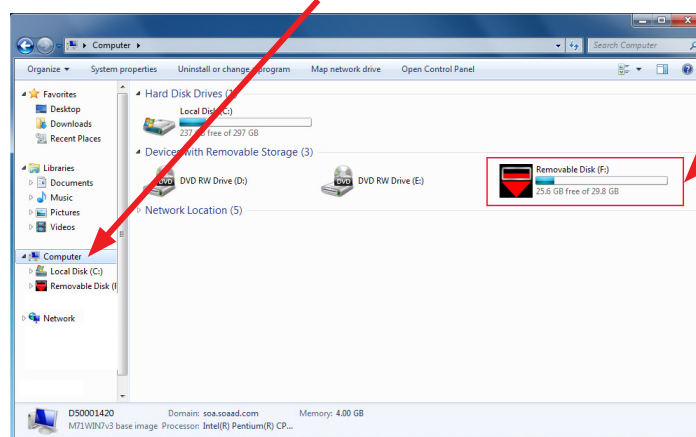 Computer
Search Computer
Organize System properties Uninstall or change program Map network drive Open Control Panel
Favorites
Desktop
Downloads
Recent Places
Libraries
Documents
Music
Pictures
Videos
Computer
Local Disk (C:)
Removable Disk (
Network
Hard Disk Drives (1)
Local Disk (C:)
237 GB free of 297 GB
Devices with Removable Storage (3)
DVD RW Drive (D:)
DVD RW Drive (E:)
Removable Disk (F:)
25.6 GB free of 29.8 GB
Network Location (5)
D50001420 Domain: soa.soaad.com Memory: 4.00 GB
M71WIN7v3 base image Processor: Intel(R) Pentium(R) CP...